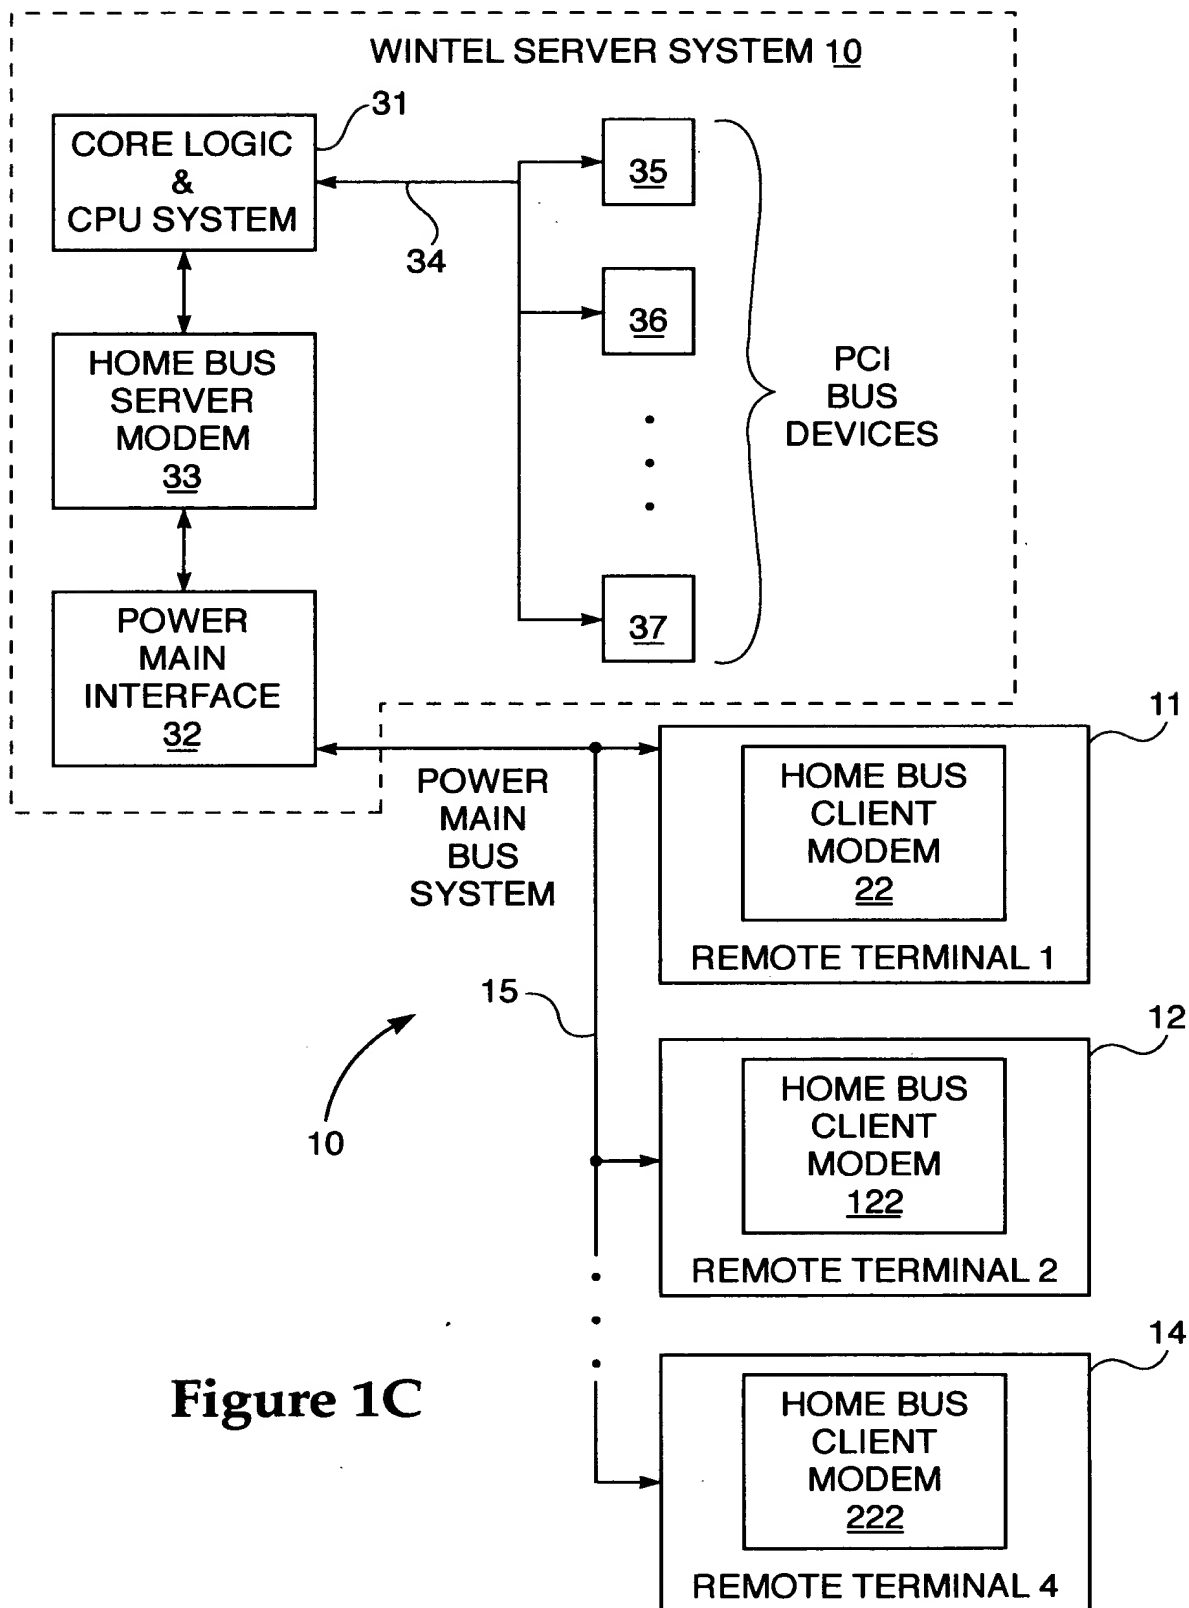 WINTEL SERVER SYSTEM 10
31
CORE LOGIC
&
CPU SYSTEM
34
35
36
37
PCI
BUS
DEVICES
HOME BUS
SERVER
MODEM
33
POWER
MAIN
INTERFACE
32
POWER
MAIN
BUS
SYSTEM
11
HOME BUS
CLIENT
MODEM
22
REMOTE TERMINAL 1
15
10
12
HOME BUS
CLIENT
MODEM
122
REMOTE TERMINAL 2
14
HOME BUS
CLIENT
MODEM
222
REMOTE TERMINAL 4
Figure 1C